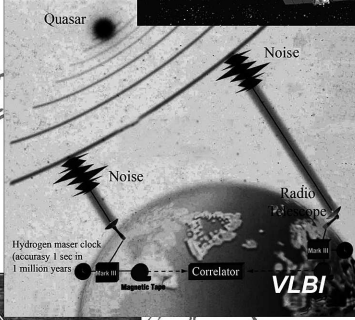 Quasar
Noise
Noise
Radio
Telescope
Hydrogen maser clock
(accurasy 1 sec in
1 million years
Mark III
Magnetic Tape
Correlator
Mark III
VLBI